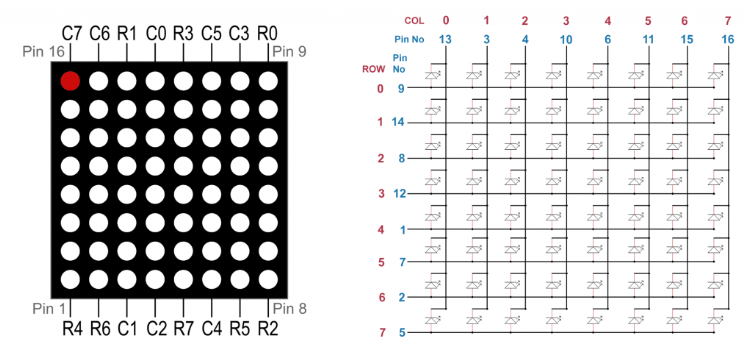 C7 C6 R1 C0 R3 C5 C3 R0
Pin 16 Pin 9
Pin 1 Pin 8
R4 R6 C1 C2 R7 C4 R5 R2
COL 0 1 2 3 4 5 6 7
Pin No 13 3 4 10 6 11 15 16
Pin
ROW No
0 9
1 14
2 8
3 12
4 1
5 7
6 2
7 5